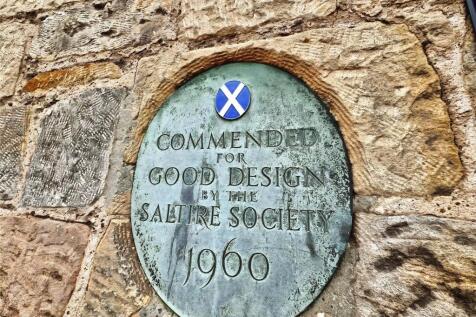 COMMENDED
FOR
GOOD DESIGN
BY THE
SALTIRE SOCIETY
1960